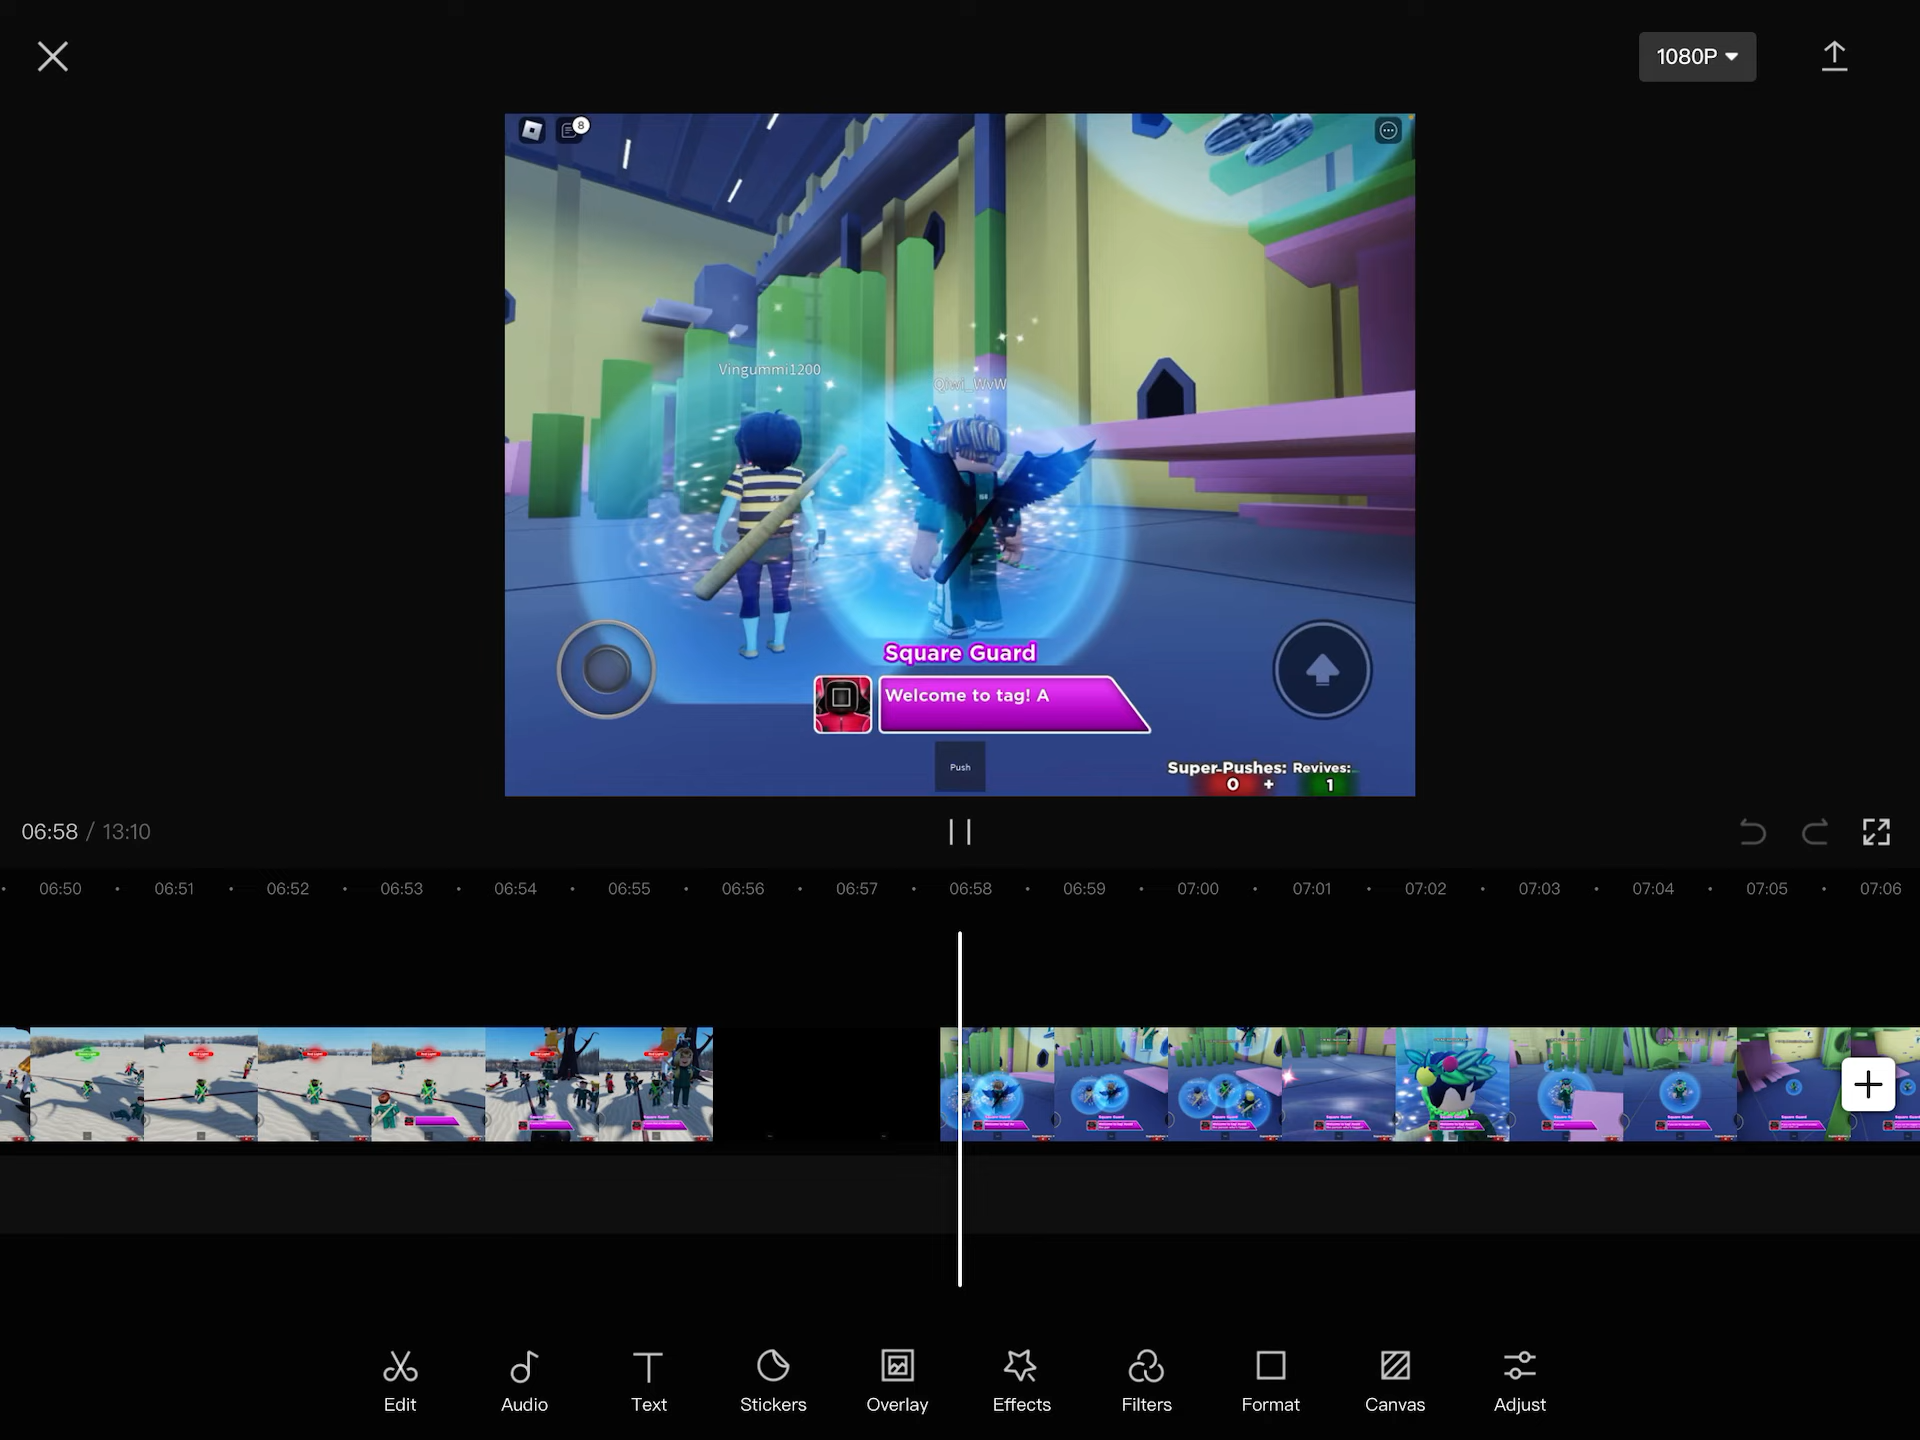 1080P
8
Vingummi1200
Qiwi_WvW
Square Guard
Welcome to tag! A
Push
Super-Pushes: Revives:
0 + 1
06:58 / 13:10
06:50 06:51 06:52 06:53 06:54 06:55 06:56 06:57 06:58 06:59 07:00 07:01 07:02 07:03 07:04 07:05 07:06
Edit Audio Text Stickers Overlay Effects Filters Format Canvas Adjust